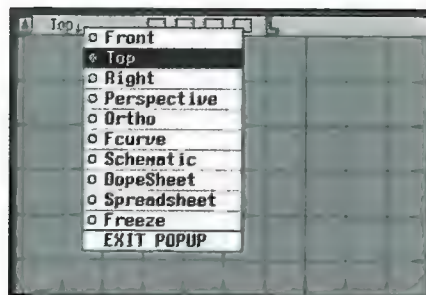 A Top
Front
Top
Right
Perspective
Ortho
Fcurve
Schematic
DopeSheet
Spreadsheet
Freeze
EXIT POPUP